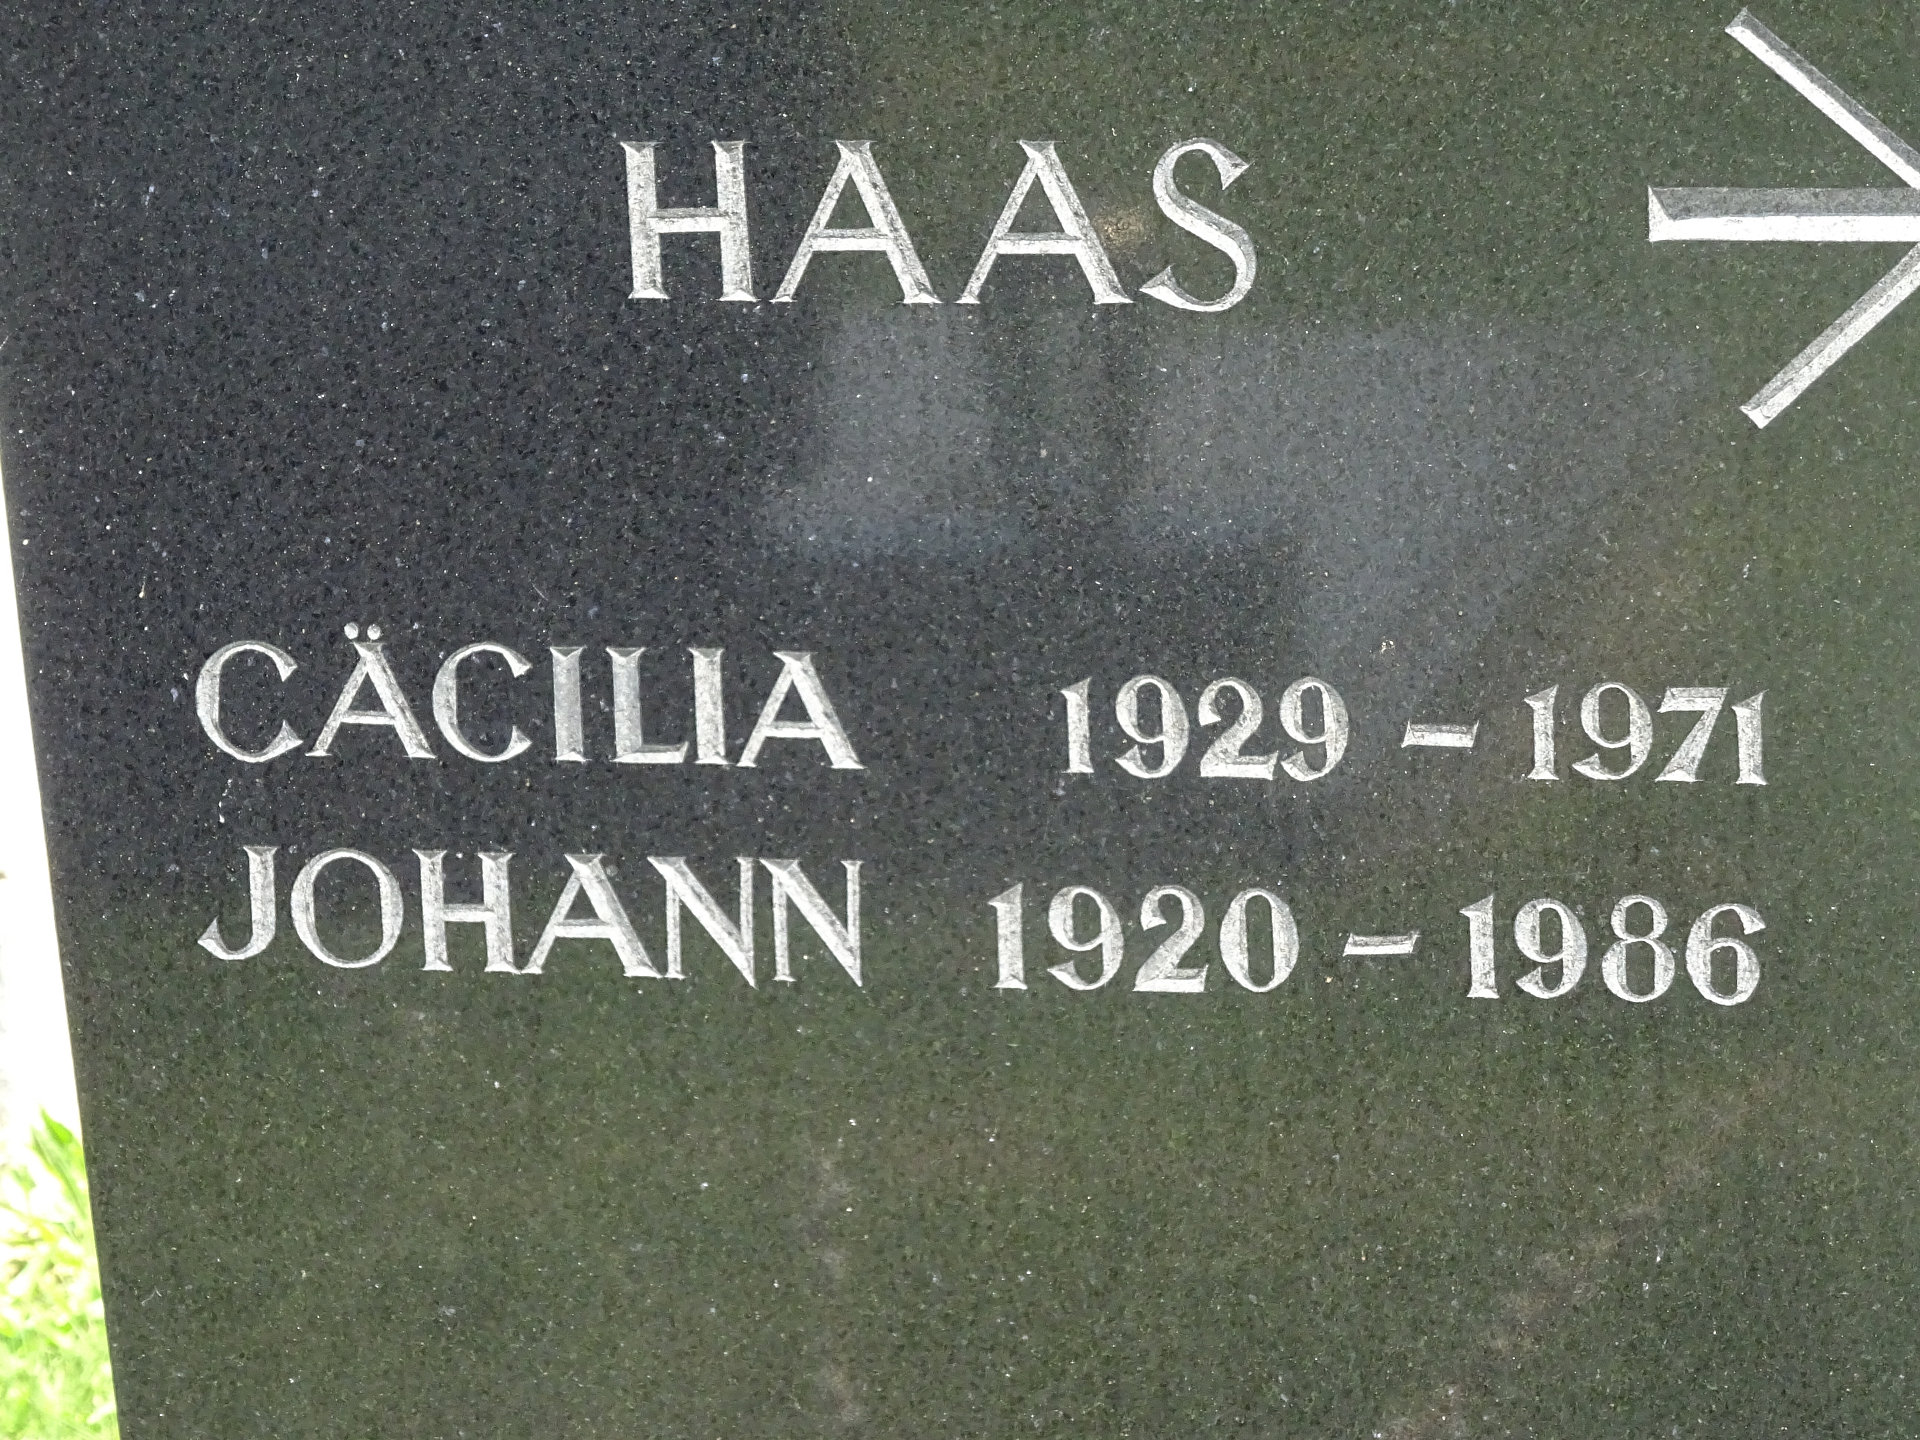 HAAS
CÄCILIA 1929 – 1971
JOHANN 1920 – 1986